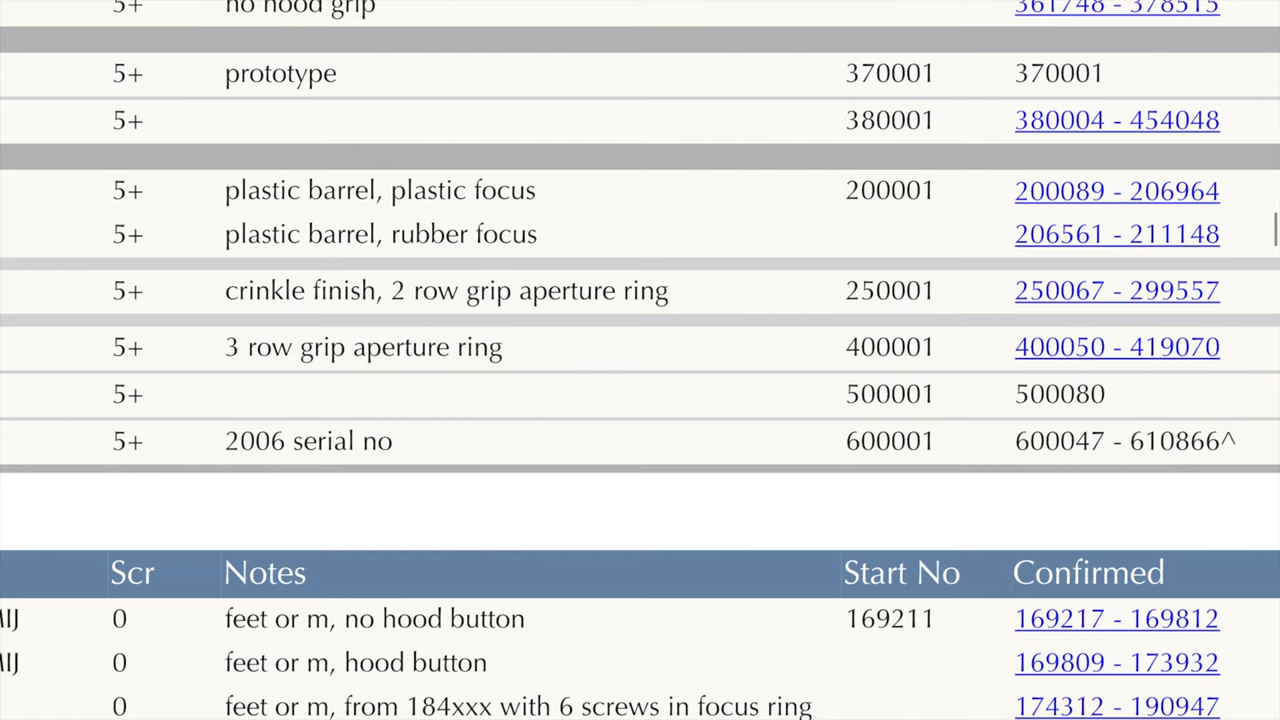 5+ no hood grip 361748 - 378515
5+ prototype 370001 370001
5+ 380001 380004 - 454048
5+ plastic barrel, plastic focus 200001 200089 - 206964
5+ plastic barrel, rubber focus 206561 - 211148
5+ crinkle finish, 2 row grip aperture ring 250001 250067 - 299557
5+ 3 row grip aperture ring 400001 400050 - 419070
5+ 500001 500080
5+ 2006 serial no 600001 600047 - 610866^
Scr Notes Start No Confirmed
IJ 0 feet or m, no hood button 169211 169217 - 169812
IJ 0 feet or m, hood button 169809 - 173932
0 feet or m, from 184xxx with 6 screws in focus ring 174312 - 190947